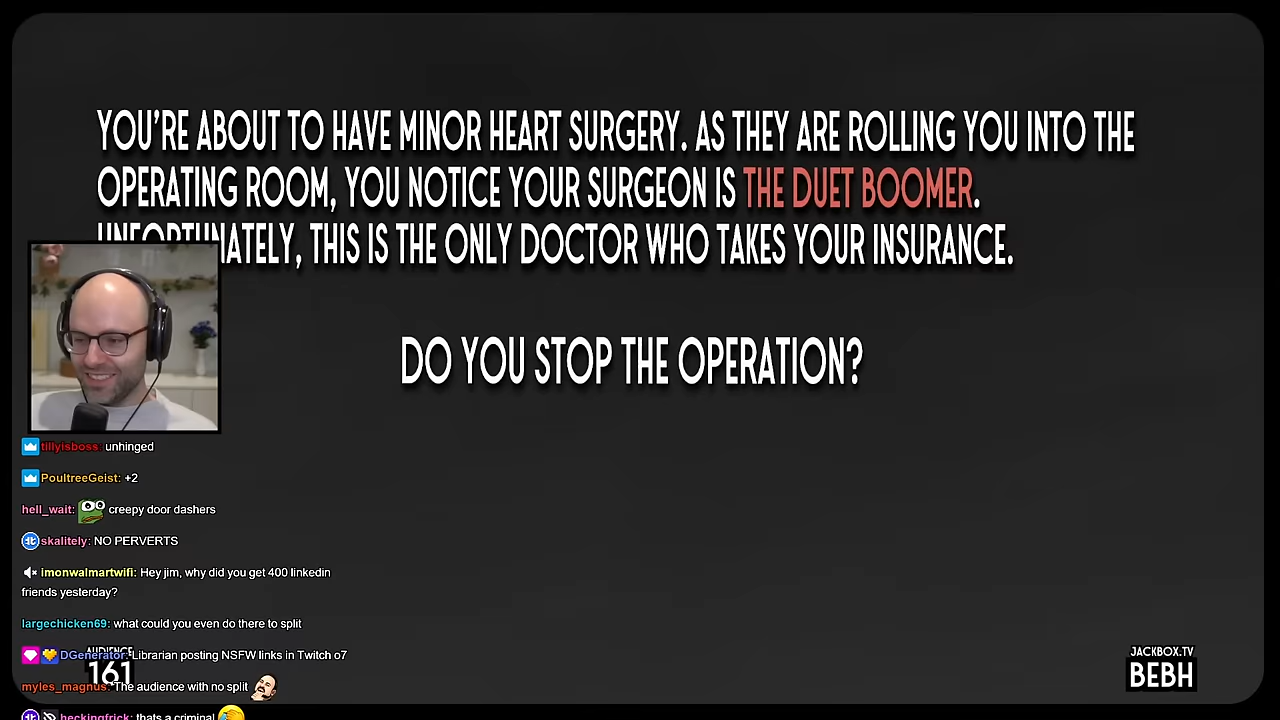 YOU'RE ABOUT TO HAVE MINOR HEART SURGERY. AS THEY ARE ROLLING YOU INTO THE
OPERATING ROOM, YOU NOTICE YOUR SURGEON IS THE DUET BOOMER.
UNFORTUNATELY, THIS IS THE ONLY DOCTOR WHO TAKES YOUR INSURANCE.
DO YOU STOP THE OPERATION?
tillyisboss: unhinged
PoultreeGeist: +2
hell_wait: creepy door dashers
skalitely: NO PERVERTS
imonwalmartwifi: Hey jim, why did you get 400 linkedin
friends yesterday?
largechicken69: what could you even do there to split
DGenerator: Librarian posting NSFW links in Twitch o7
AUDIENCE
161
myles_magnus: The audience with no split
heckingfrick: thats a criminal
JACKBOX.TV
BEBH